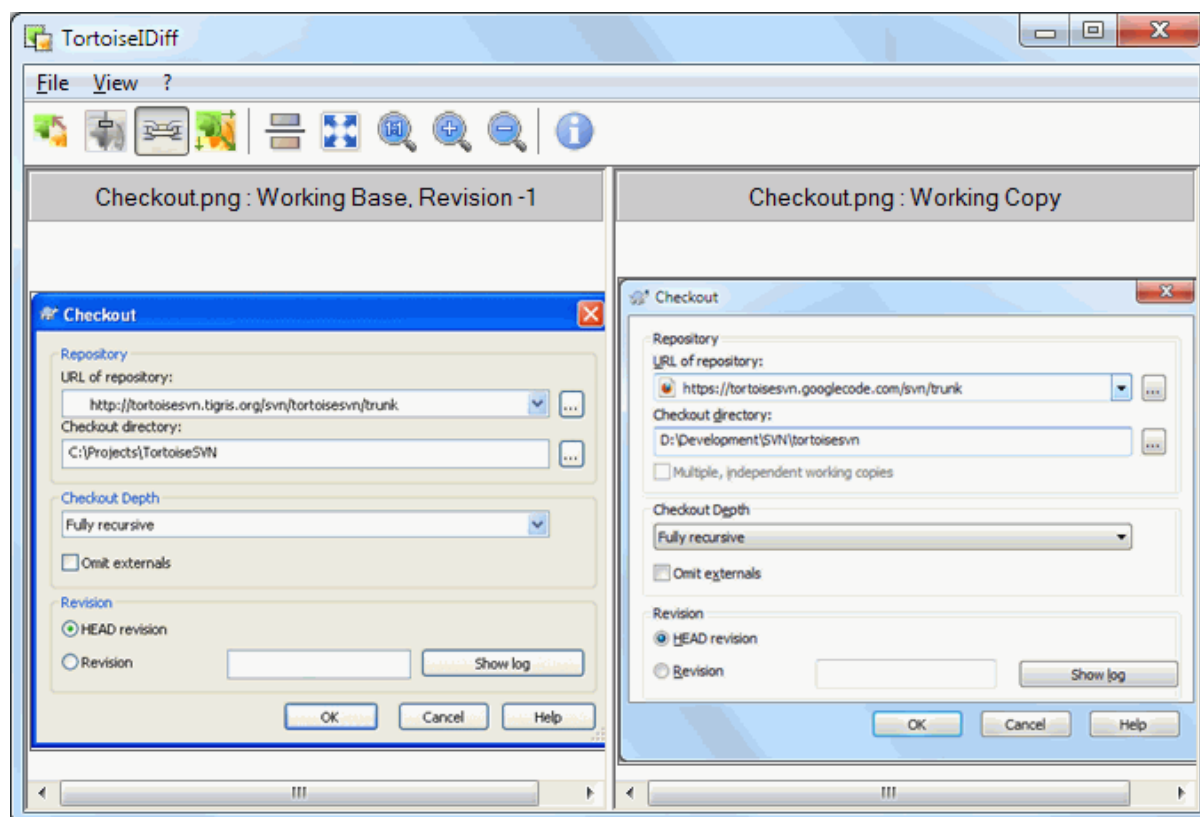 TortoiseIDiff
File View ?
Checkout.png : Working Base, Revision -1
Checkout
Repository
URL of repository:
http://tortoisesvn.tigris.org/svn/tortoisesvn/trunk
...
Checkout directory:
C:\Projects\TortoiseSVN
...
Checkout Depth
Fully recursive
Omit externals
Revision
HEAD revision
Revision
Show log
OK Cancel Help
Checkout.png : Working Copy
Checkout
Repository
URL of repository:
https://tortoisesvn.googlecode.com/svn/trunk
...
Checkout directory:
D:\Development\SVN\tortoisesvn
...
Multiple, independent working copies
Checkout Depth
Fully recursive
Omit externals
Revision
HEAD revision
Revision
Show log
OK Cancel Help